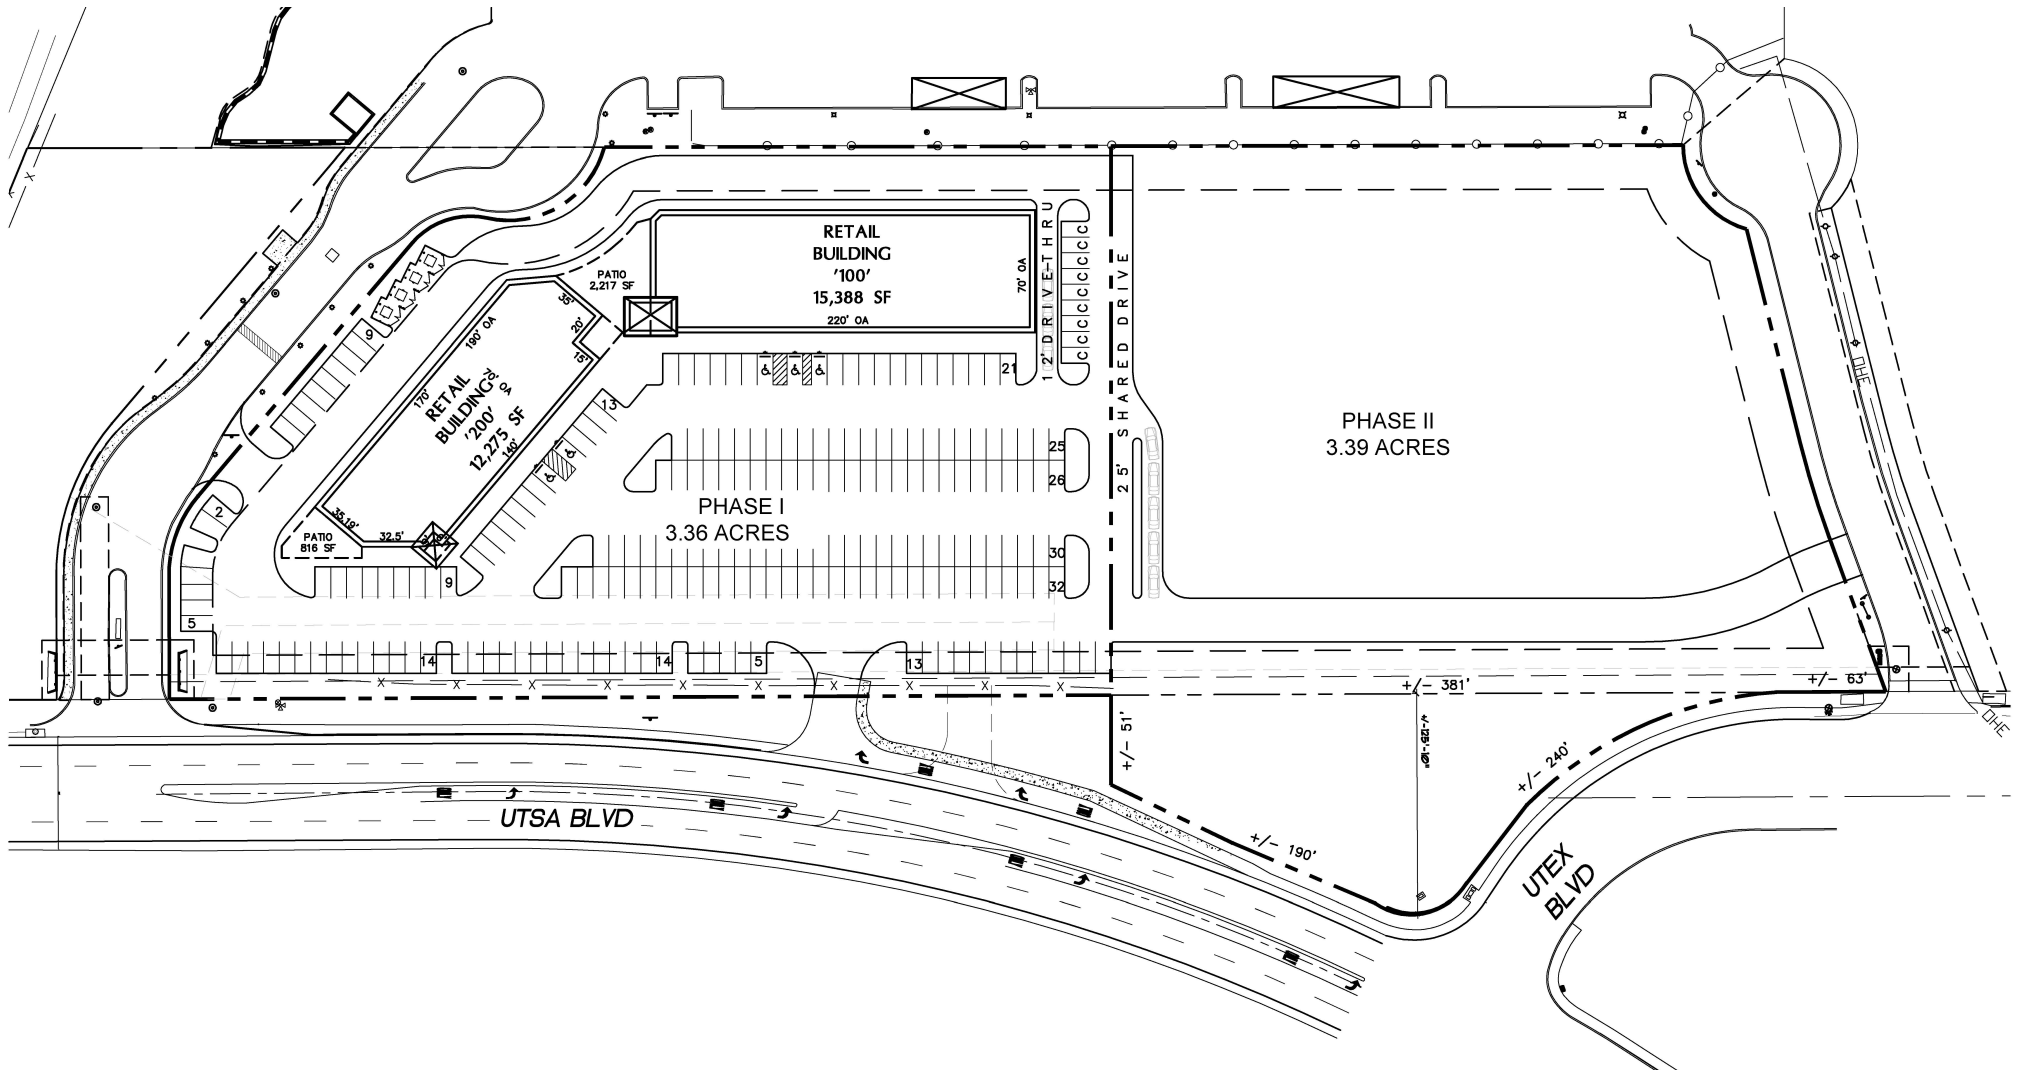 RETAIL
BUILDING
'100'
15,388 SF
220' OA
70' OA
12' DRIVE-THRU
25' SHARED DRIVE
C
C
C
C
C
C
C
C
C
PATIO
2,217 SF
35'
20'
15'
190' OA
170'
70' OA
RETAIL
BUILDING
'200'
12,275 SF
140'
35.19'
32.5'
PATIO
816 SF
9
21
13
25
26
2
9
30
32
5
14
14
5
13
PHASE I
3.36 ACRES
PHASE II
3.39 ACRES
OHE
X
X
X
X
X
X
X
X
X
X
X
+/- 381'
+/- 63'
+/- 51'
+/- 125'-10"
+/- 240'
+/- 190'
OHE
UTSA BLVD
UTEX
BLVD